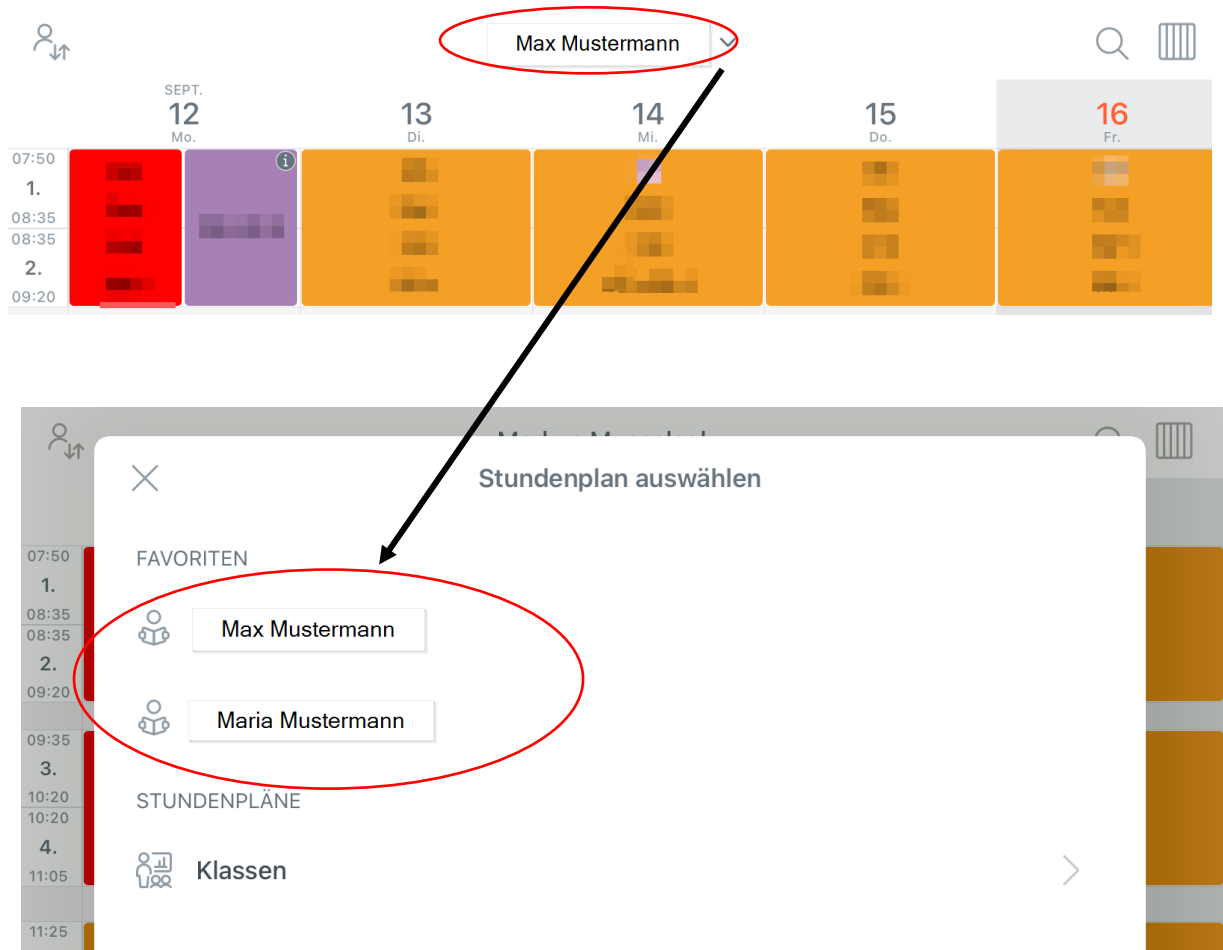 Max Mustermann
SEPT.
12 13 14 15 16
Mo. Di. Mi. Do. Fr.
07:50
1.
08:35
08:35
2.
09:20
Stundenplan auswählen
FAVORITEN
07:50
1.
08:35
Max Mustermann
08:35
2.
09:20
Maria Mustermann
09:35
3.
10:20
STUNDENPLÄNE
10:20
4.
Klassen
11:05
11:25